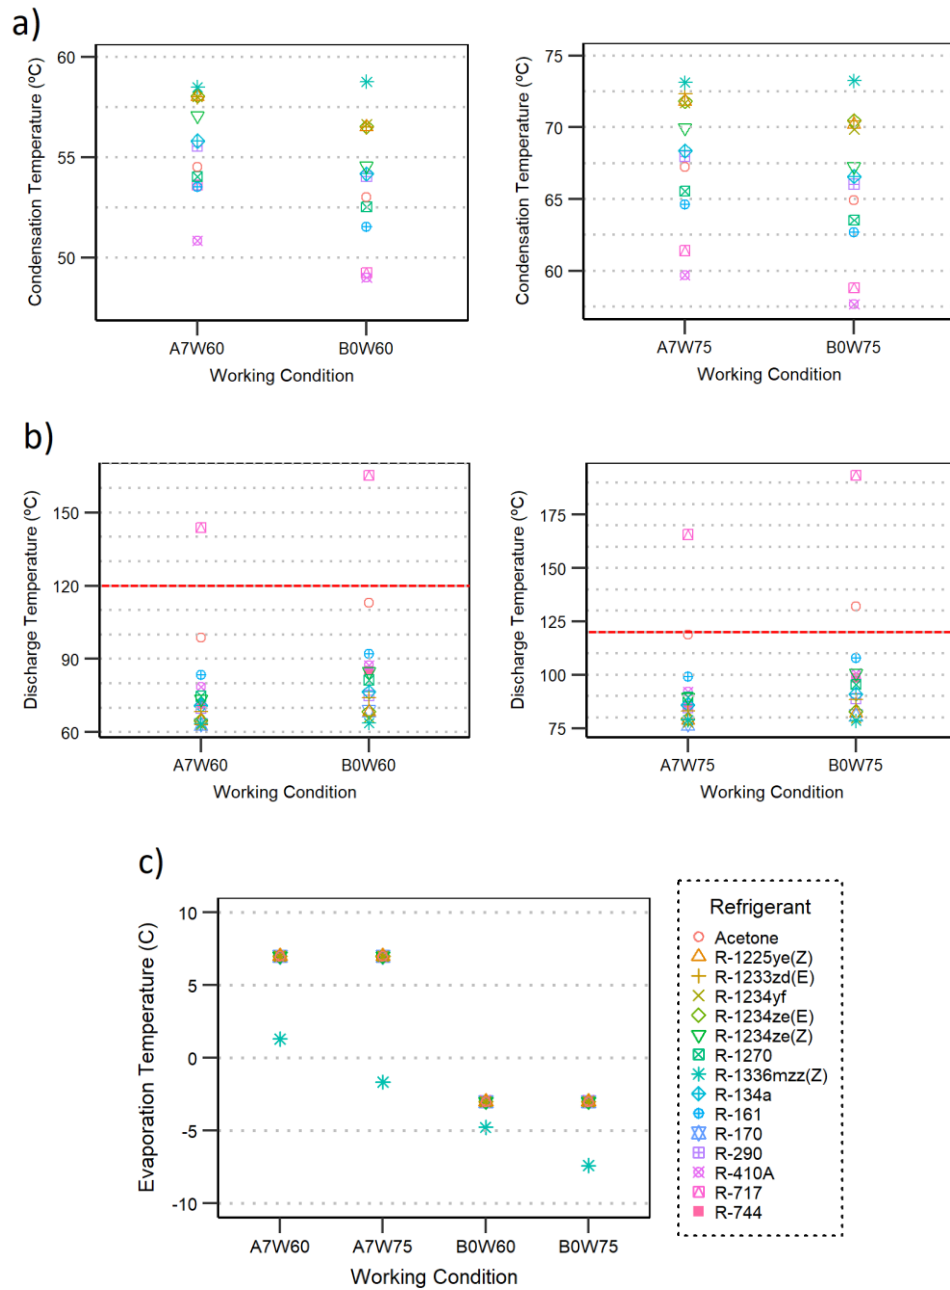 a)
Condensation Temperature (ºC)
60
55
50
A7W60
B0W60
Working Condition
Condensation Temperature (ºC)
75
70
65
60
A7W75
B0W75
Working Condition
b)
Discharge Temperature (ºC)
150
120
90
60
A7W60
B0W60
Working Condition
Discharge Temperature (ºC)
175
150
125
100
75
A7W75
B0W75
Working Condition
c)
Evaporation Temperature (C)
10
5
0
-5
-10
A7W60
A7W75
B0W60
B0W75
Working Condition
Refrigerant
Acetone
R-1225ye(Z)
R-1233zd(E)
R-1234yf
R-1234ze(E)
R-1234ze(Z)
R-1270
R-1336mzz(Z)
R-134a
R-161
R-170
R-290
R-410A
R-717
R-744